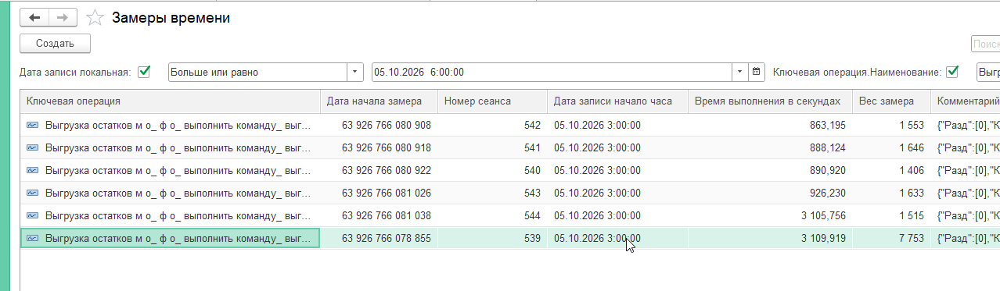 Замеры времени
Создать
Поиск
Дата записи локальная: Больше или равно 05.10.2026 6:00:00 Ключевая операция.Наименование: Выгр
Ключевая операция Дата начала замера Номер сеанса Дата записи начало часа Время выполнения в секундах Вес замера Комментарий
Выгрузка остатков м о_ ф о_ выполнить команду_ выг... 63 926 766 080 908 542 05.10.2026 3:00:00 863,195 1 553 {"Разд":[0],"К
Выгрузка остатков м о_ ф о_ выполнить команду_ выг... 63 926 766 080 918 541 05.10.2026 3:00:00 888,124 1 646 {"Разд":[0],"К
Выгрузка остатков м о_ ф о_ выполнить команду_ выг... 63 926 766 080 922 540 05.10.2026 3:00:00 890,920 1 406 {"Разд":[0],"К
Выгрузка остатков м о_ ф о_ выполнить команду_ выг... 63 926 766 081 026 543 05.10.2026 3:00:00 926,230 1 633 {"Разд":[0],"К
Выгрузка остатков м о_ ф о_ выполнить команду_ выг... 63 926 766 081 038 544 05.10.2026 3:00:00 3 105,756 1 515 {"Разд":[0],"К
Выгрузка остатков м о_ ф о_ выполнить команду_ выг... 63 926 766 078 855 539 05.10.2026 3:00:00 3 109,919 7 753 {"Разд":[0],"К